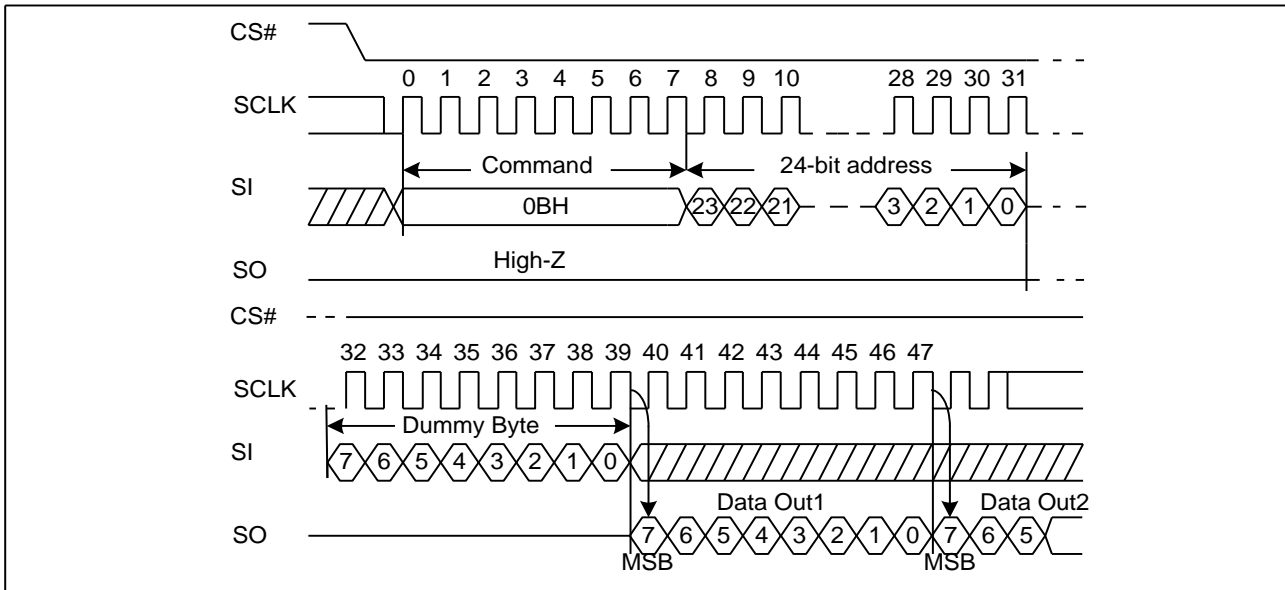 CS#
0 1 2 3 4 5 6 7 8 9 10 28 29 30 31
SCLK
Command 24-bit address
SI
0BH 23 22 21 3 2 1 0
High-Z
SO
CS#
32 33 34 35 36 37 38 39 40 41 42 43 44 45 46 47
SCLK
Dummy Byte
SI
7 6 5 4 3 2 1 0
Data Out1 Data Out2
SO
7 6 5 4 3 2 1 0 7 6 5
MSB MSB